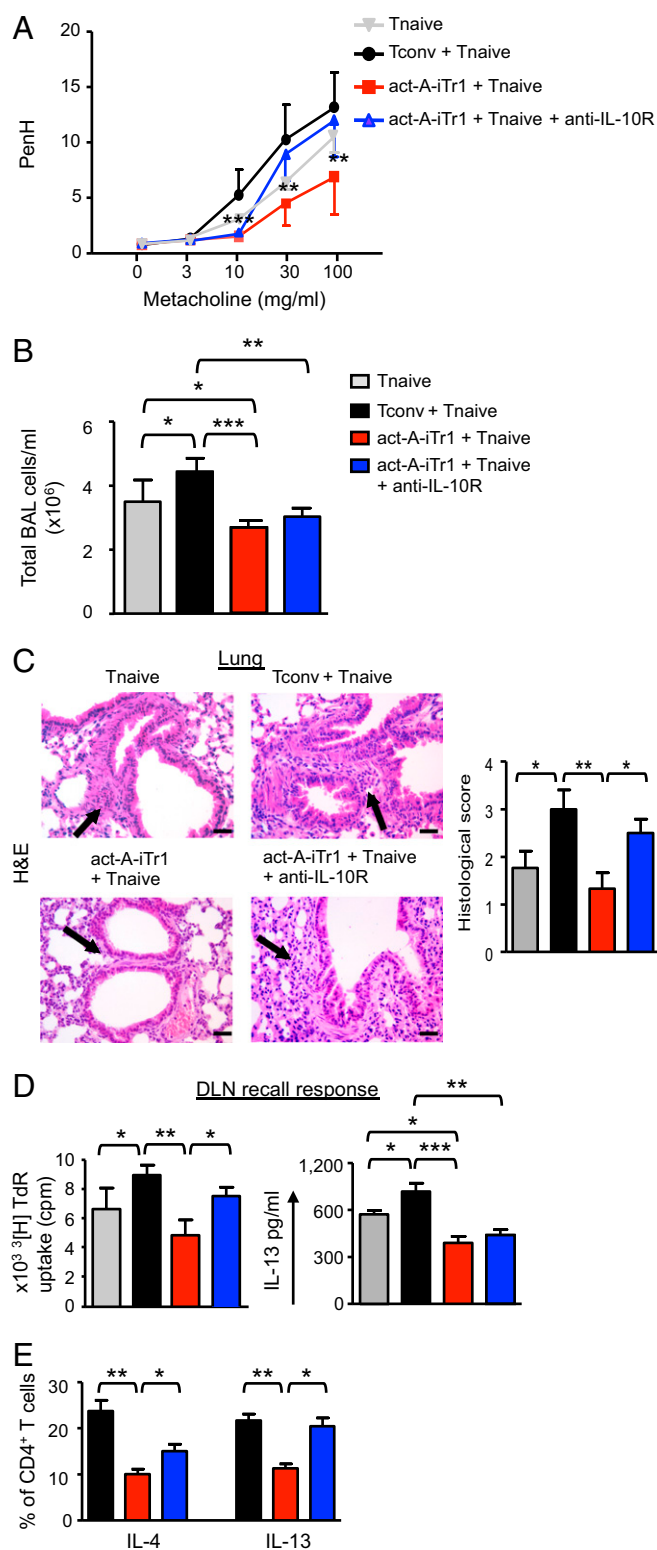 A
20
15
10
5
0
PenH
0 3 10 30 100
Metacholine (mg/ml)
***
**
**
Tnaive
Tconv + Tnaive
act-A-iTr1 + Tnaive
act-A-iTr1 + Tnaive + anti-IL-10R
B
**
*
* ***
6
4
2
0
Total BAL cells/ml
(x10⁶)
Tnaive
Tconv + Tnaive
act-A-iTr1 + Tnaive
act-A-iTr1 + Tnaive
+ anti-IL-10R
C
Lung
Tnaive Tconv + Tnaive
H&E
act-A-iTr1
+ Tnaive
act-A-iTr1 + Tnaive
+ anti-IL-10R
* ** *
4
3
2
1
0
Histological score
D
DLN recall response
* ** *
10
8
6
4
2
0
x10³ ³[H] TdR
uptake (cpm)
**
*
* ***
1,200
600
300
0
IL-13 pg/ml
E
** * ** *
30
20
10
0
% of CD4⁺ T cells
IL-4 IL-13